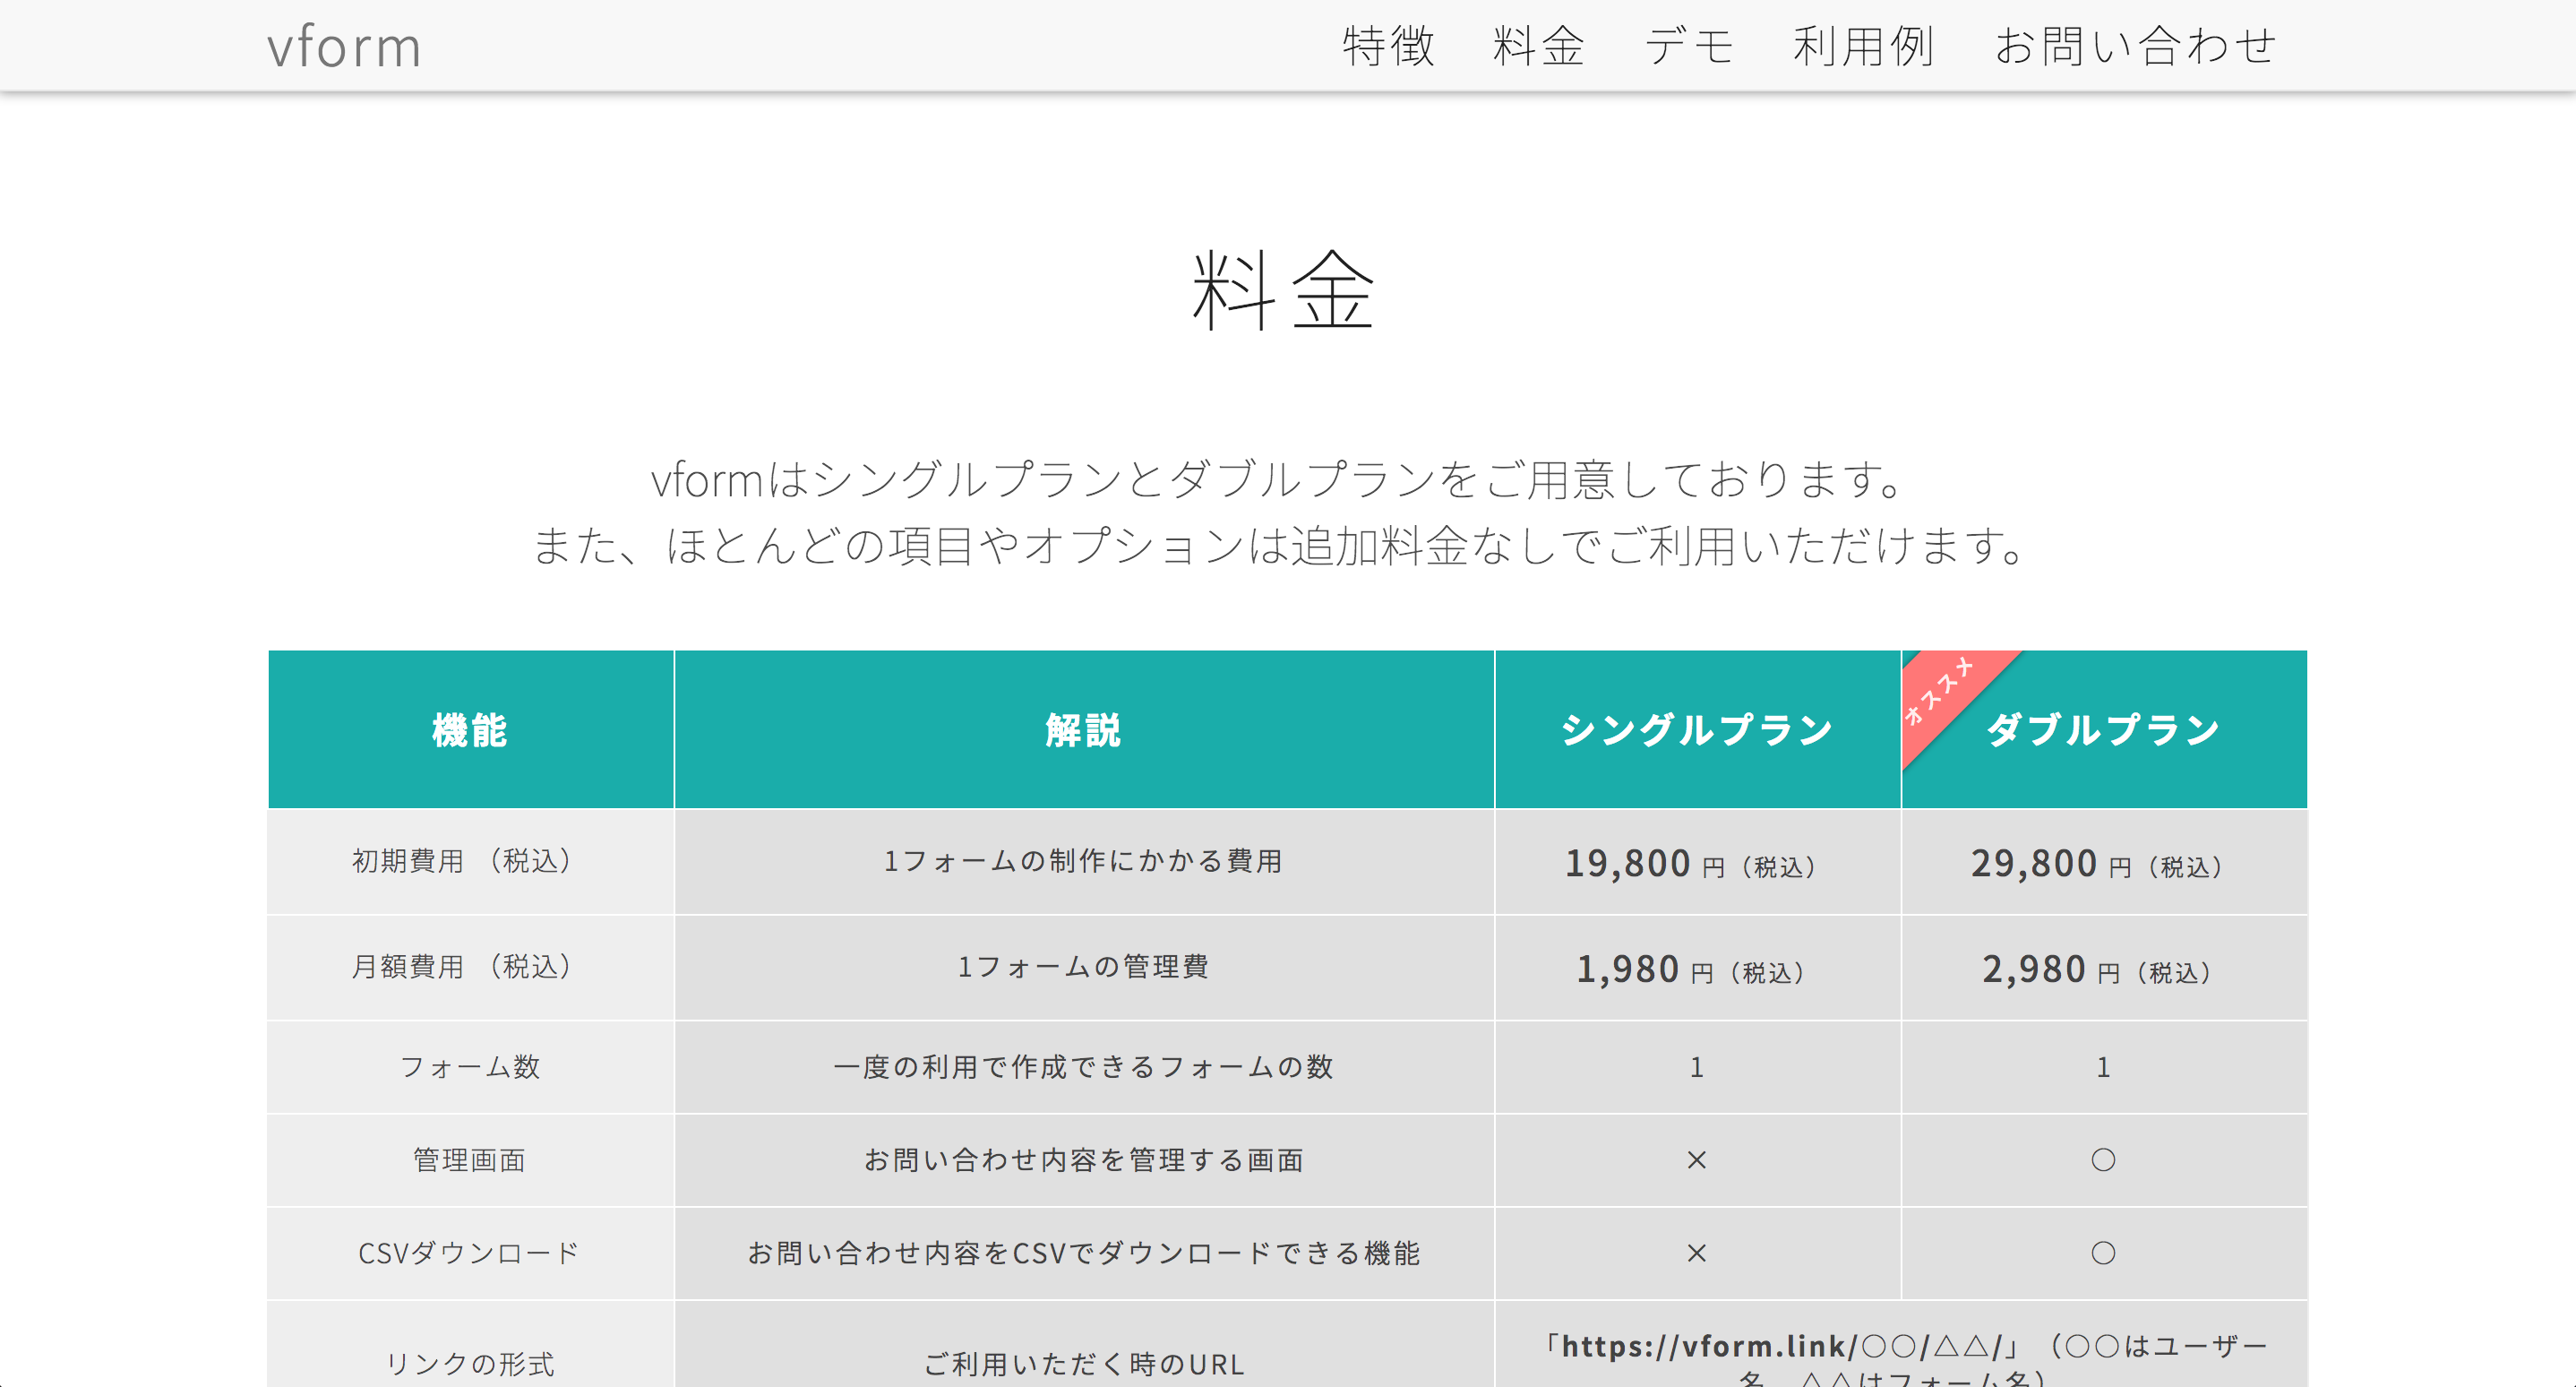 vform
特徴 料金 デモ 利用例 お問い合わせ
料金
vformはシングルプランとダブルプランをご用意しております。
また、ほとんどの項目やオプションは追加料金なしでご利用いただけます。
機能 解説 シングルプラン オススメ ダブルプラン
初期費用 （税込） 1フォームの制作にかかる費用 19,800 円（税込） 29,800 円（税込）
月額費用 （税込） 1フォームの管理費 1,980 円（税込） 2,980 円（税込）
フォーム数 一度の利用で作成できるフォームの数 1 1
管理画面 お問い合わせ内容を管理する画面 × ○
CSVダウンロード お問い合わせ内容をCSVでダウンロードできる機能 × ○
リンクの形式 ご利用いただく時のURL 「https://vform.link/○○/△△/」（○○はユーザー
名、△△はフォーム名）